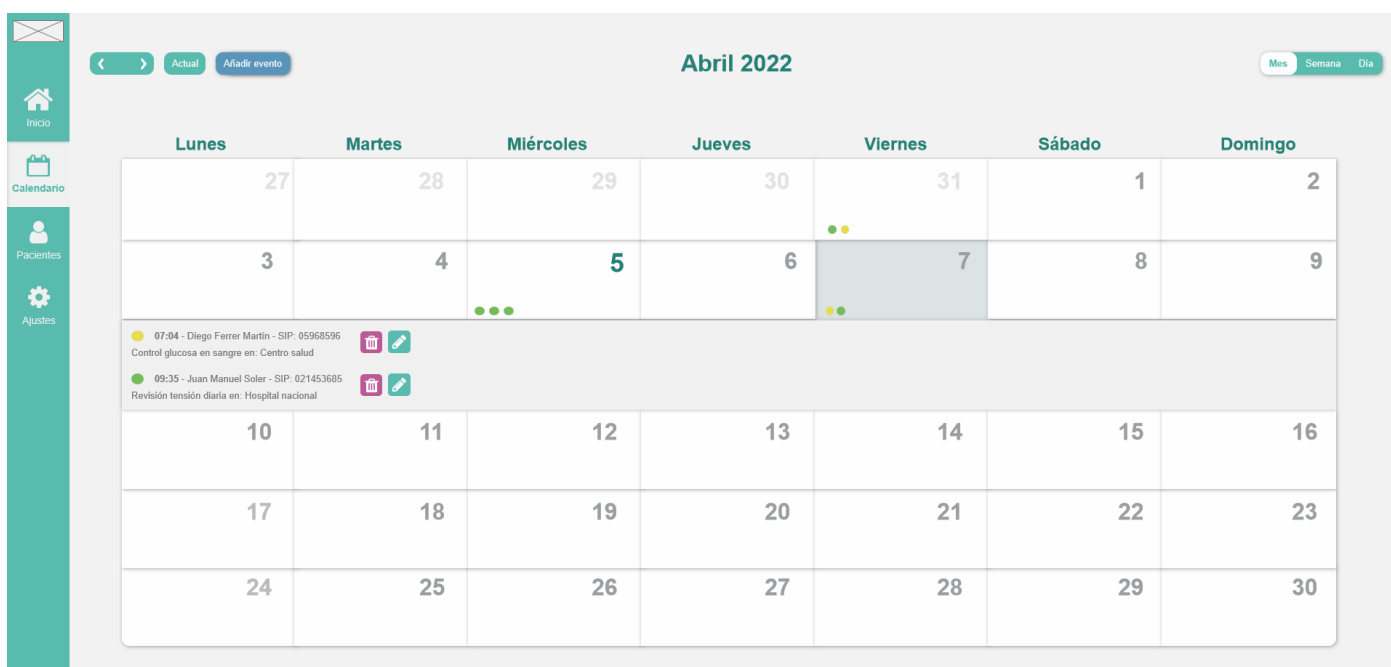 Actual Añadir evento Abril 2022 Mes Semana Día
Inicio
Calendario
Pacientes
Ajustes
Lunes Martes Miércoles Jueves Viernes Sábado Domingo
27 28 29 30 31 1 2
3 4 5 6 7 8 9
07:04 - Diego Ferrer Martín - SIP: 05968596
Control glucosa en sangre en: Centro salud
09:35 - Juan Manuel Soler - SIP: 021453685
Revisión tensión diaria en: Hospital nacional
10 11 12 13 14 15 16
17 18 19 20 21 22 23
24 25 26 27 28 29 30